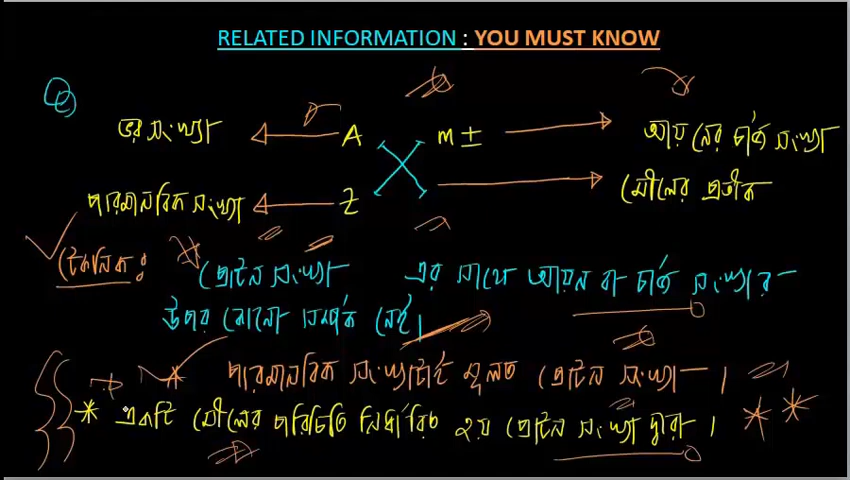 RELATED INFORMATION : YOU MUST KNOW
ভর সংখ্যা A m± আয়নের চার্জ সংখ্যা
পারমানবিক সংখ্যা Z মৌলের প্রতীক
টেকনিক: প্রোটন সংখ্যা এর সাথে আয়ন বা চার্জ সংখ্যার
উপর কোনো সম্পর্ক নেই।
* পারমানবিক সংখ্যাটাই মূলত প্রোটন সংখ্যা।
* একটি মৌলের পরিচিতি নির্ধারিত হয় প্রোটন সংখ্যা দ্বারা।